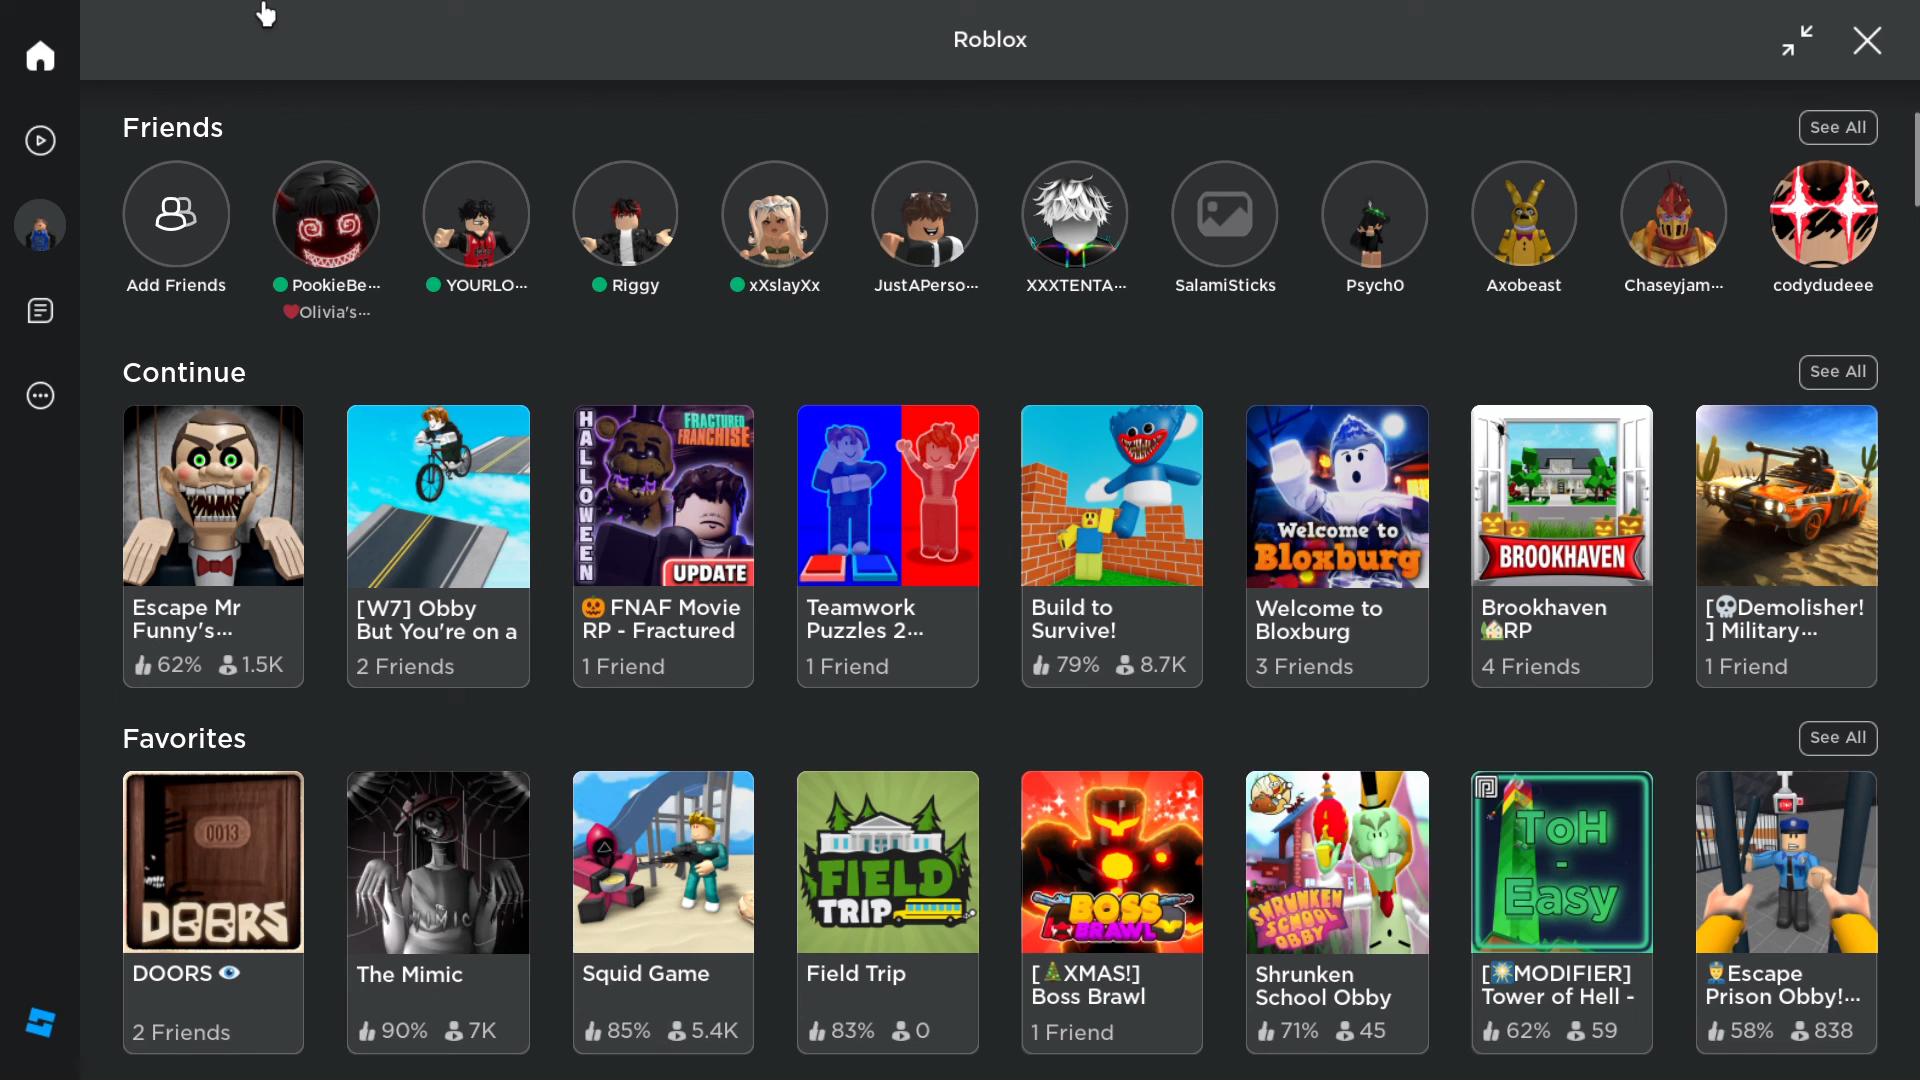 Roblox
Friends
See All
Add Friends
PookieBe...
YOURLO...
Riggy
xXslayXx
JustAPerso...
XXXTENTA...
SalamiSticks
Psych0
Axobeast
Chaseyjam...
codydudeee
❤Olivia's...
Continue
See All
HALLOWEEN
FRACTURED
FRANCHISE
UPDATE
Welcome to
Bloxburg
BROOKHAVEN
Escape Mr
Funny's...
62% 1.5K
[W7] Obby
But You're on a
2 Friends
🎃 FNAF Movie
RP - Fractured
1 Friend
Teamwork
Puzzles 2...
1 Friend
Build to
Survive!
79% 8.7K
Welcome to
Bloxburg
3 Friends
Brookhaven
🏡RP
4 Friends
[💀Demolisher!
] Military...
1 Friend
Favorites
See All
0013
DOORS
MIMIC
FIELD
TRIP
BOSS
BRAWL
SHRUNKEN
SCHOOL
OBBY
ToH
-
Easy
DOORS 👁
2 Friends
The Mimic
90% 7K
Squid Game
85% 5.4K
Field Trip
83% 0
[🎄XMAS!]
Boss Brawl
1 Friend
Shrunken
School Obby
71% 45
[🎆MODIFIER]
Tower of Hell -
62% 59
👮Escape
Prison Obby!...
58% 838